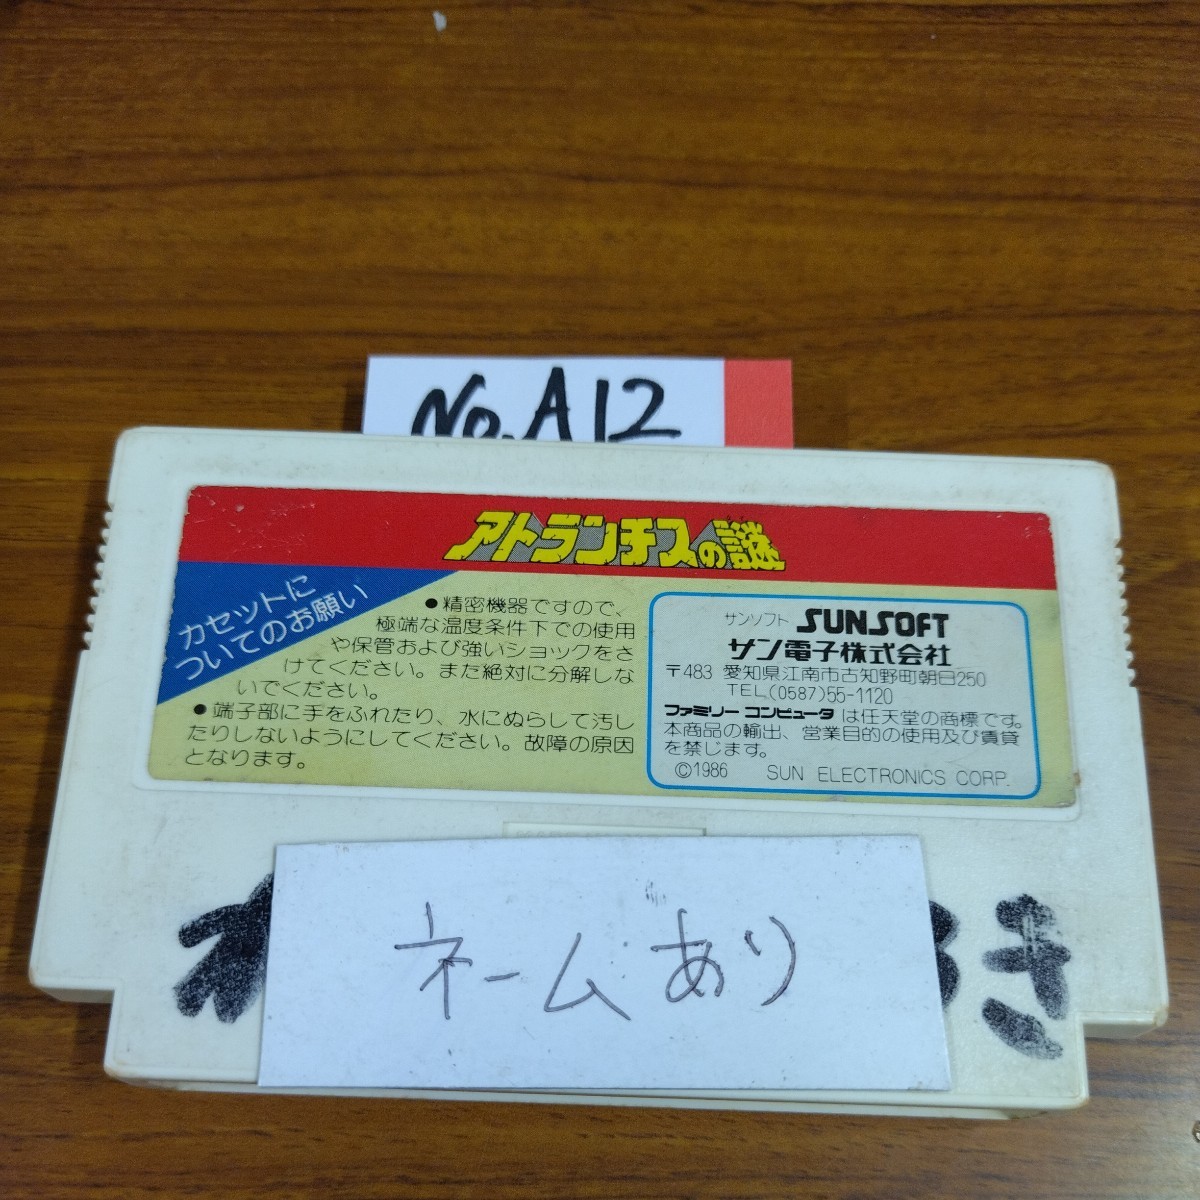 No.A12
アトランチスの謎
カセットに
ついてのお願い
●精密機器ですので、
極端な温度条件下での使用
や保管および強いショックをさ
けてください。また絶対に分解しな
いでください。
●端子部に手をふれたり、水にぬらして汚し
たりしないようにしてください。故障の原因
となります。
サンソフト SUNSOFT
サン電子株式会社
〒483 愛知県江南市古知野町朝日250
TEL(0587)55-1120
ファミリー コンピュータ は任天堂の商標です。
本商品の輸出、営業目的の使用及び賃貸
を禁じます。
©1986 SUN ELECTRONICS CORP.
ネームあり
き